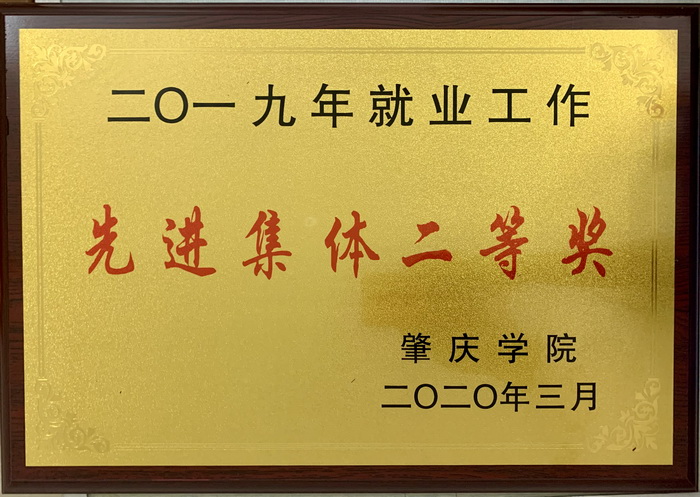 二〇一九年就业工作
先进集体二等奖
肇庆学院
二〇二〇年三月